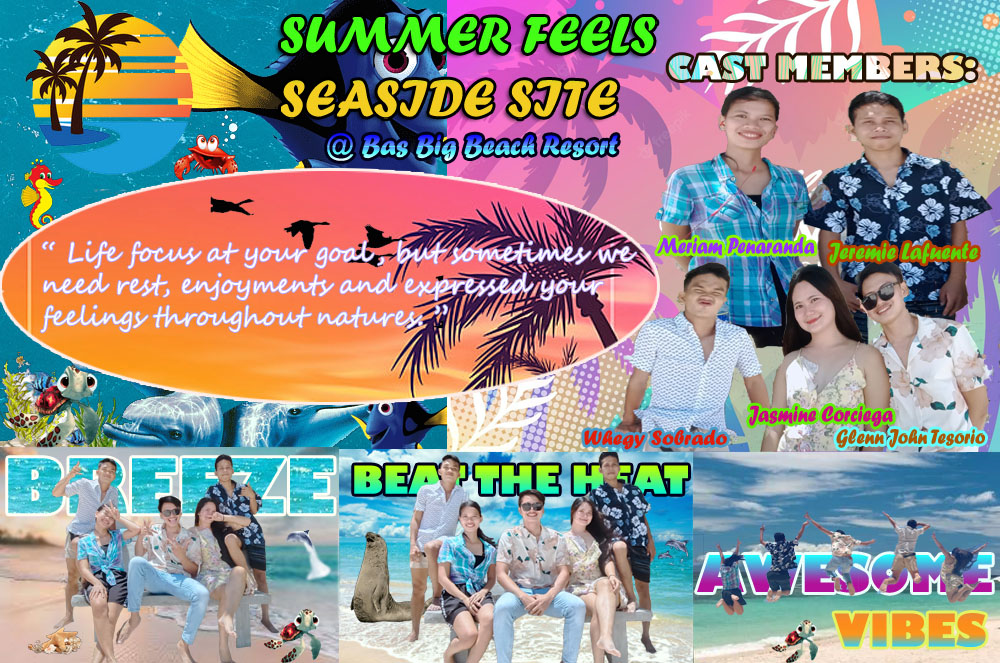 SUMMER FEELS
SEASIDE SITE
@ Bas Big Beach Resort
“ Life focus at your goal, but sometimes we
need rest, enjoyments and expressed your
feelings throughout natures.”
CAST MEMBERS:
Meriam Penaranda
Jeremie Lafuente
Whegy Sobrado
Jasmine Corciega
Glenn John Tesorio
BREEZE
BEAT THE HEAT
AWESOME
VIBES